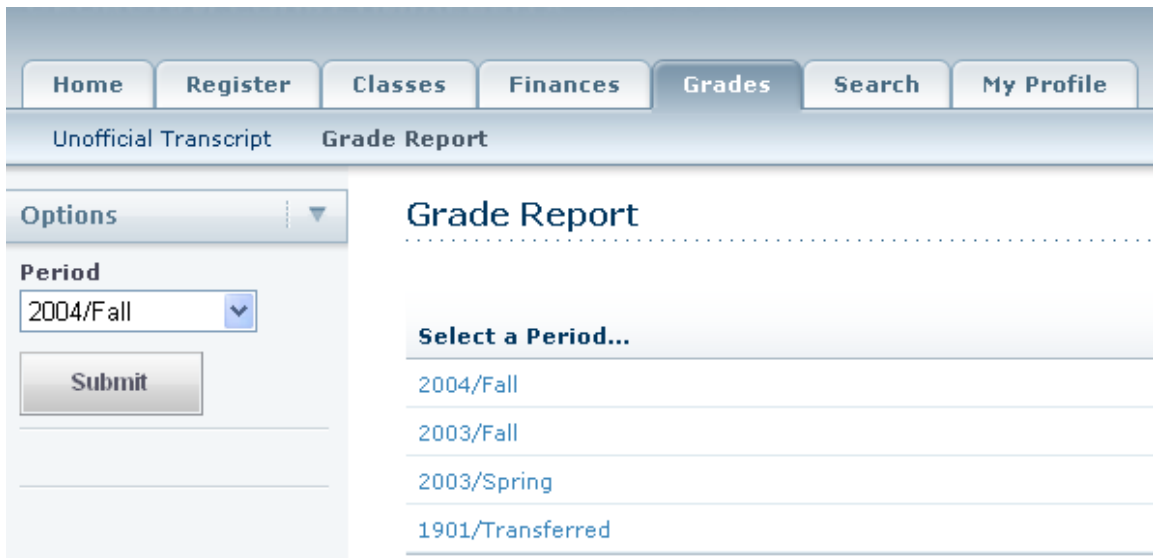 Home Register Classes Finances Grades Search My Profile
Unofficial Transcript Grade Report
Options
Period
2004/Fall
Submit
Grade Report
Select a Period...
2004/Fall
2003/Fall
2003/Spring
1901/Transferred